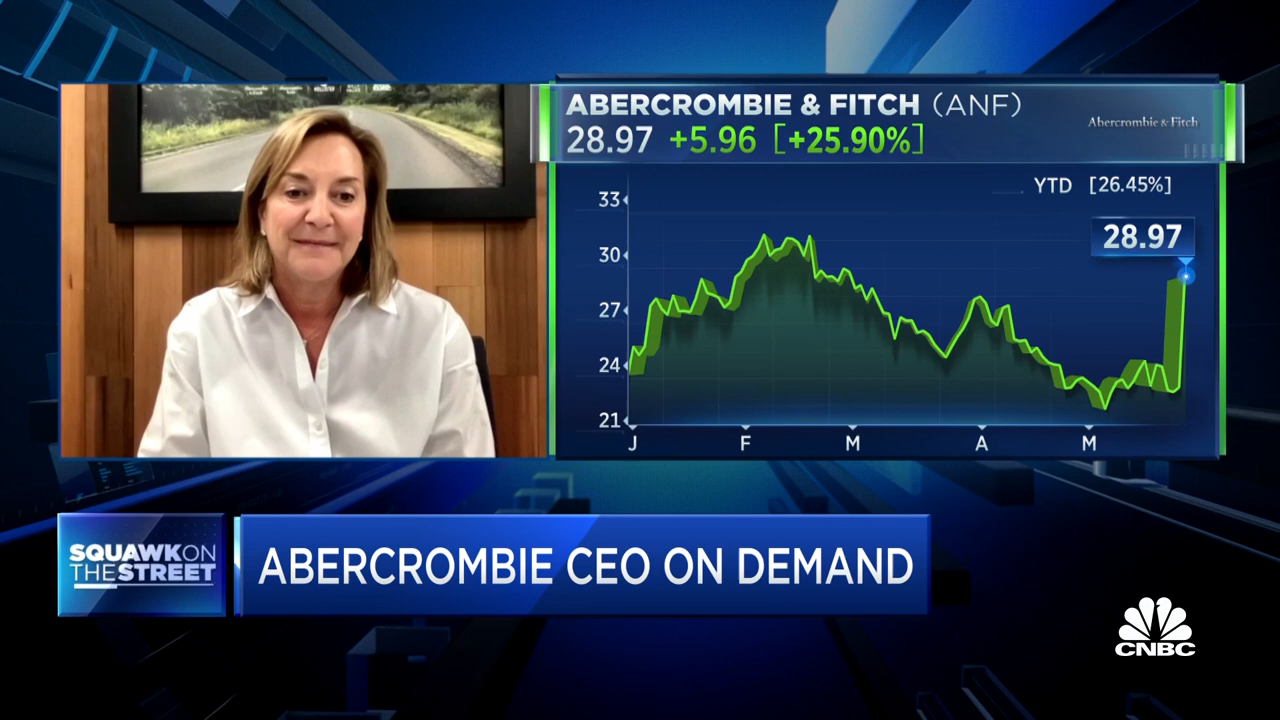 ABERCROMBIE & FITCH (ANF)
28.97 +5.96 [+25.90%]
Abercrombie & Fitch
YTD [26.45%]
28.97
33
30
27
24
21
J F M A M
SQUAWK ON
THE STREET
ABERCROMBIE CEO ON DEMAND
CNBC